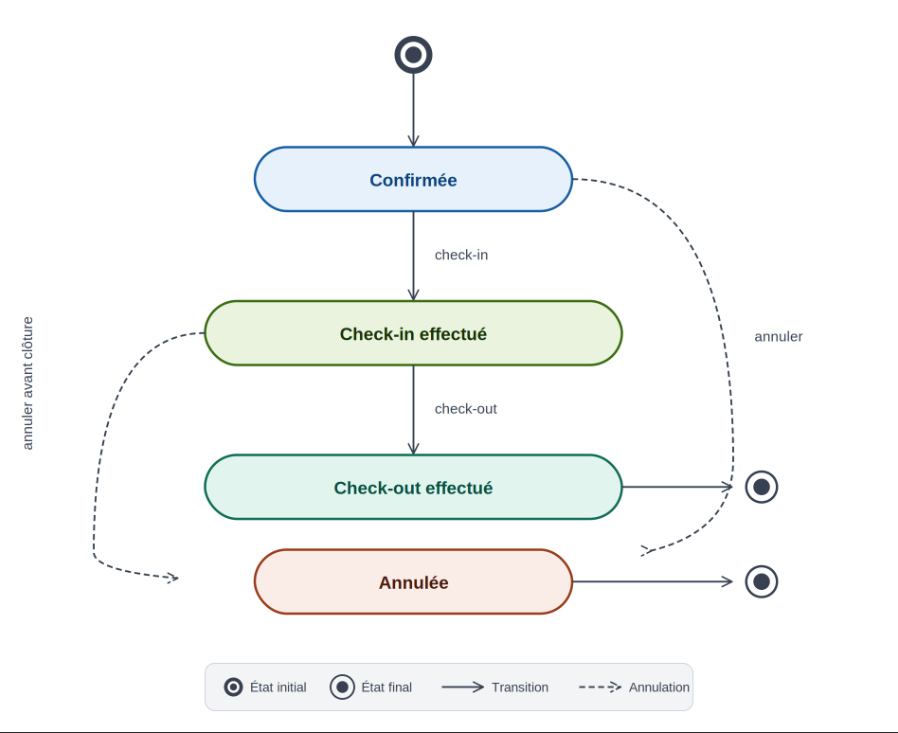 Confirmée
check-in
annuler avant clôture
Check-in effectué
annuler
check-out
Check-out effectué
Annulée
État initial
État final
Transition
Annulation